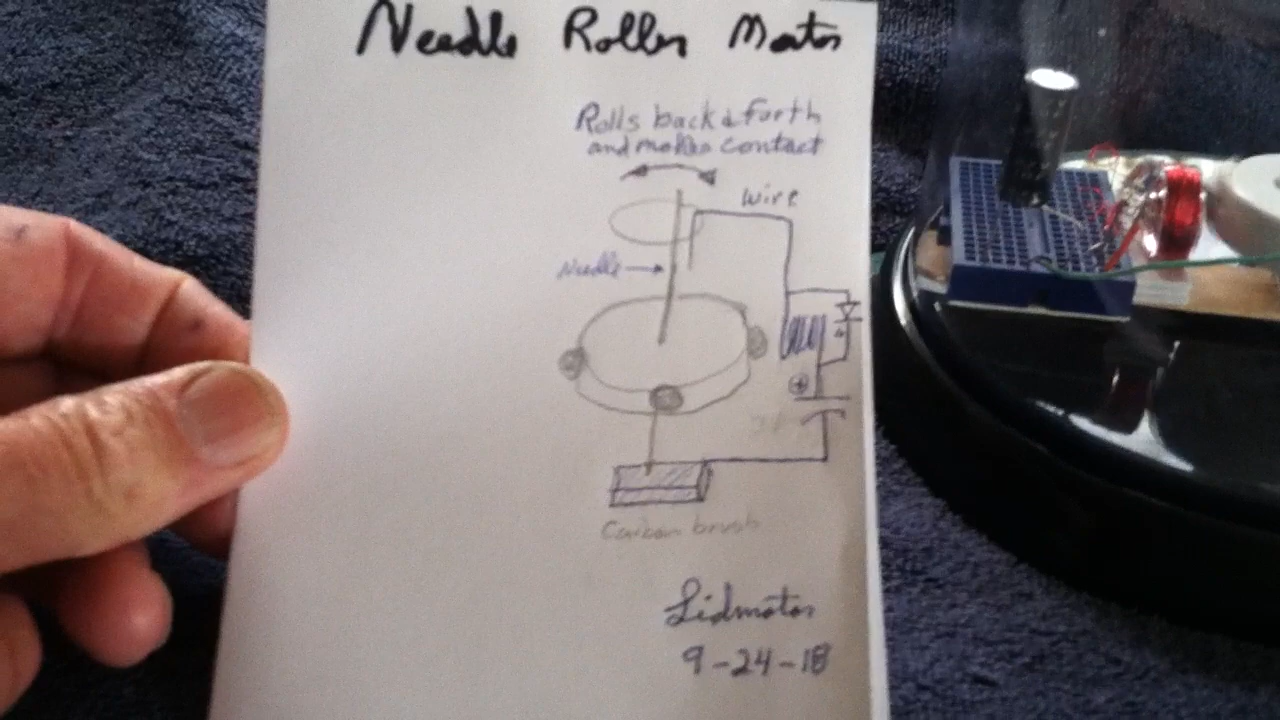 Needle Roller Motor
Rolls back & forth
and makes contact
wire
Needle
+
Carbon brush
Lidmotor
9-24-18